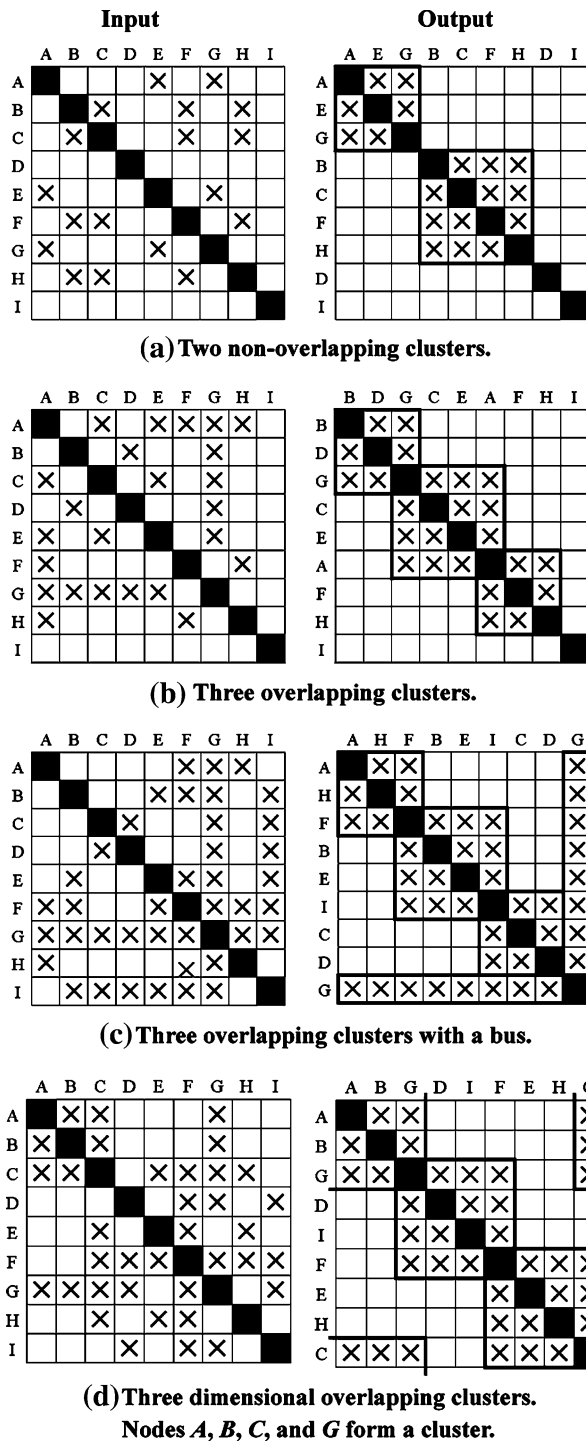 Input Output
A B C D E F G H I A E G B C F H D I
A × × A × ×
B × × × E × ×
C × × × G × ×
D B × × ×
E × × C × × ×
F × × × F × × ×
G × × H × × ×
H × × × D
I I
(a) Two non-overlapping clusters.
A B C D E F G H I B D G C E A F H I
A × × × × × B × ×
B × × D × ×
C × × × G × × × × ×
D × × C × × ×
E × × × E × × ×
F × × A × × × × ×
G × × × × × F × ×
H × × H × ×
I I
(b) Three overlapping clusters.
A B C D E F G H I A H F B E I C D G
A × × × A × × ×
B × × × × H × × ×
C × × × F × × × × × ×
D × × × B × × × ×
E × × × × E × × × ×
F × × × × × × I × × × × × ×
G × × × × × × × × C × × ×
H × × × D × × ×
I × × × × × × G × × × × × × × ×
(c) Three overlapping clusters with a bus.
A B C D E F G H I A B G D I F E H C
A × × × A × × ×
B × × × B × × ×
C × × × × × × G × × × × × ×
D × × × D × × ×
E × × × I × × ×
F × × × × × × F × × × × × ×
G × × × × × × E × × ×
H × × × H × × ×
I × × × C × × × × × ×
(d) Three dimensional overlapping clusters.
Nodes A, B, C, and G form a cluster.